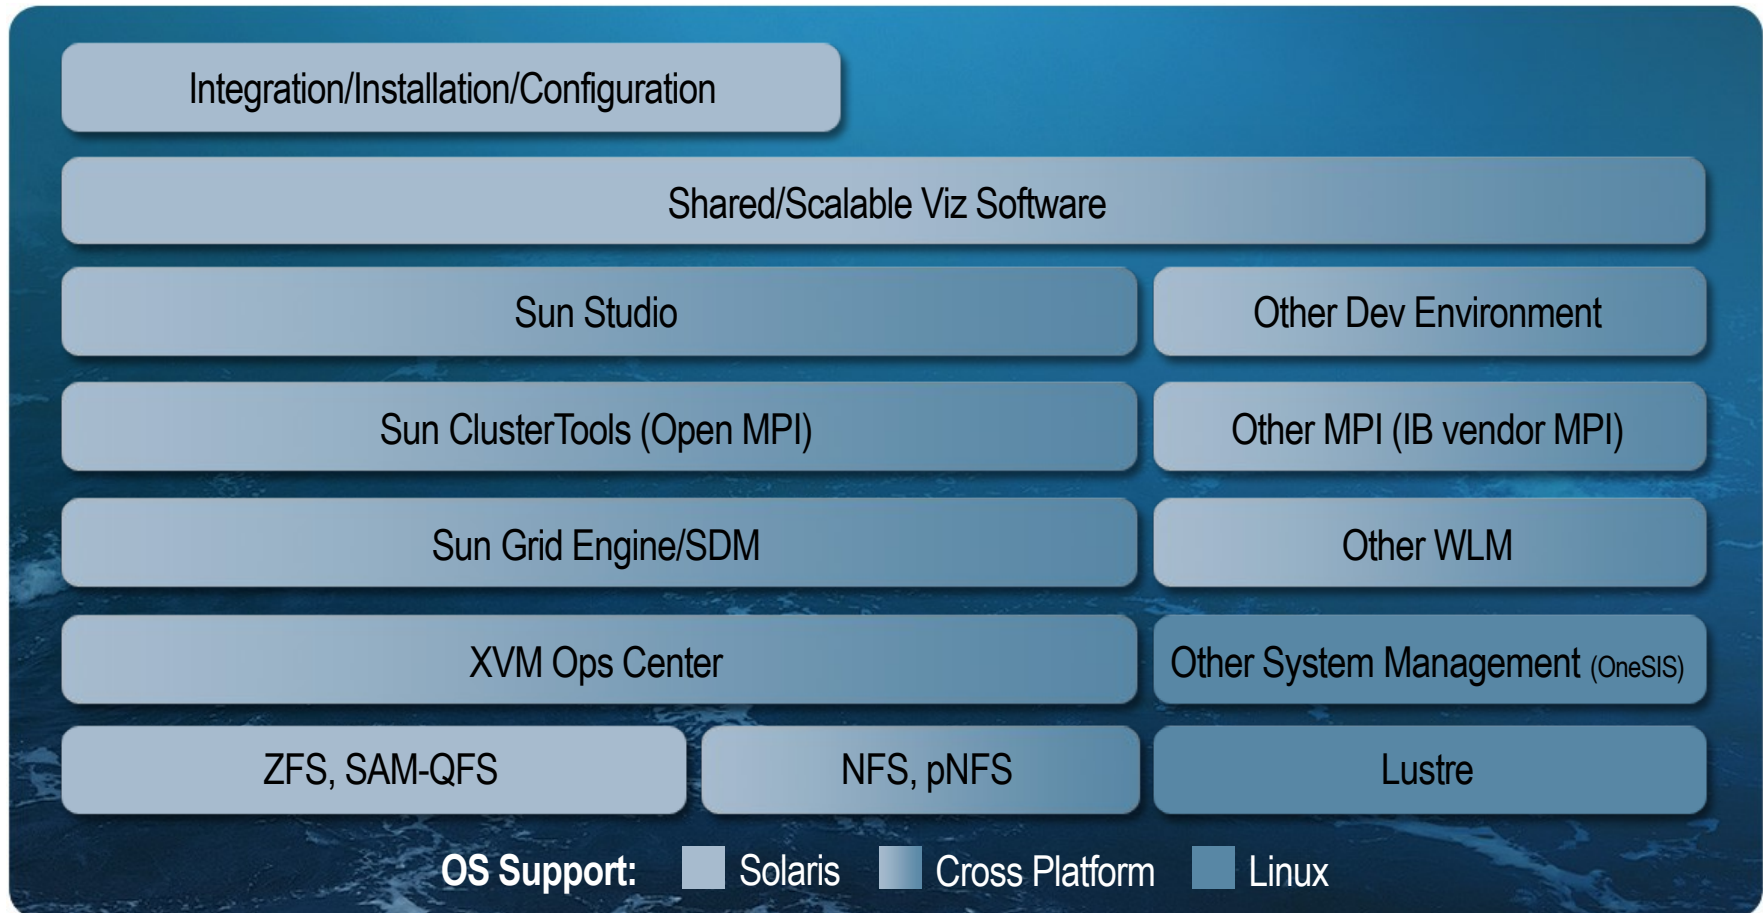 Integration/Installation/Configuration
Shared/Scalable Viz Software
Sun Studio
Other Dev Environment
Sun ClusterTools (Open MPI)
Other MPI (IB vendor MPI)
Sun Grid Engine/SDM
Other WLM
XVM Ops Center
Other System Management (OneSIS)
ZFS, SAM-QFS
NFS, pNFS
Lustre
OS Support: Solaris Cross Platform Linux